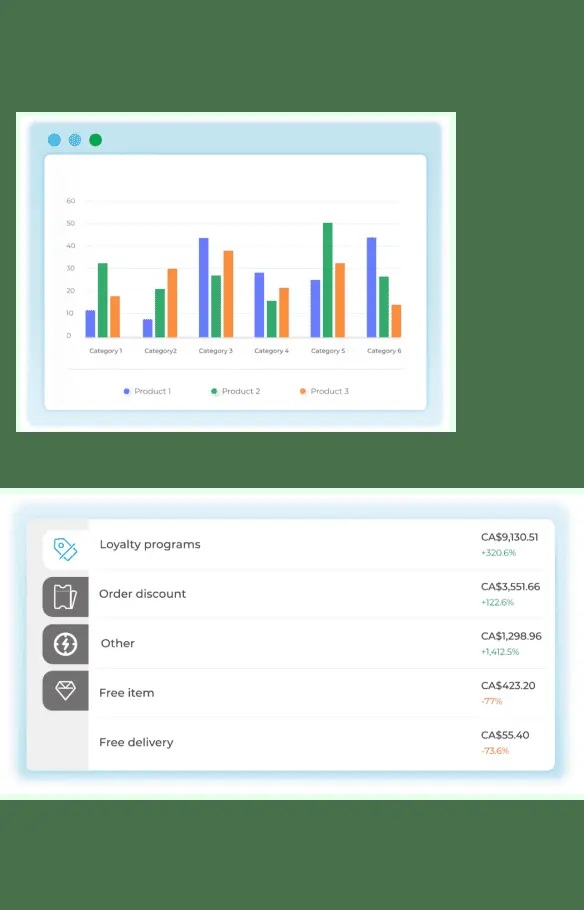 60
50
40
30
20
10
0
Category 1 Category2 Category 3 Category 4 Category 5 Category 6
Product 1 Product 2 Product 3
Loyalty programs CA$9,130.51
+320.6%
Order discount CA$3,551.66
+122.6%
Other CA$1,298.96
+1,412.5%
Free item CA$423.20
-77%
Free delivery CA$55.40
-73.6%